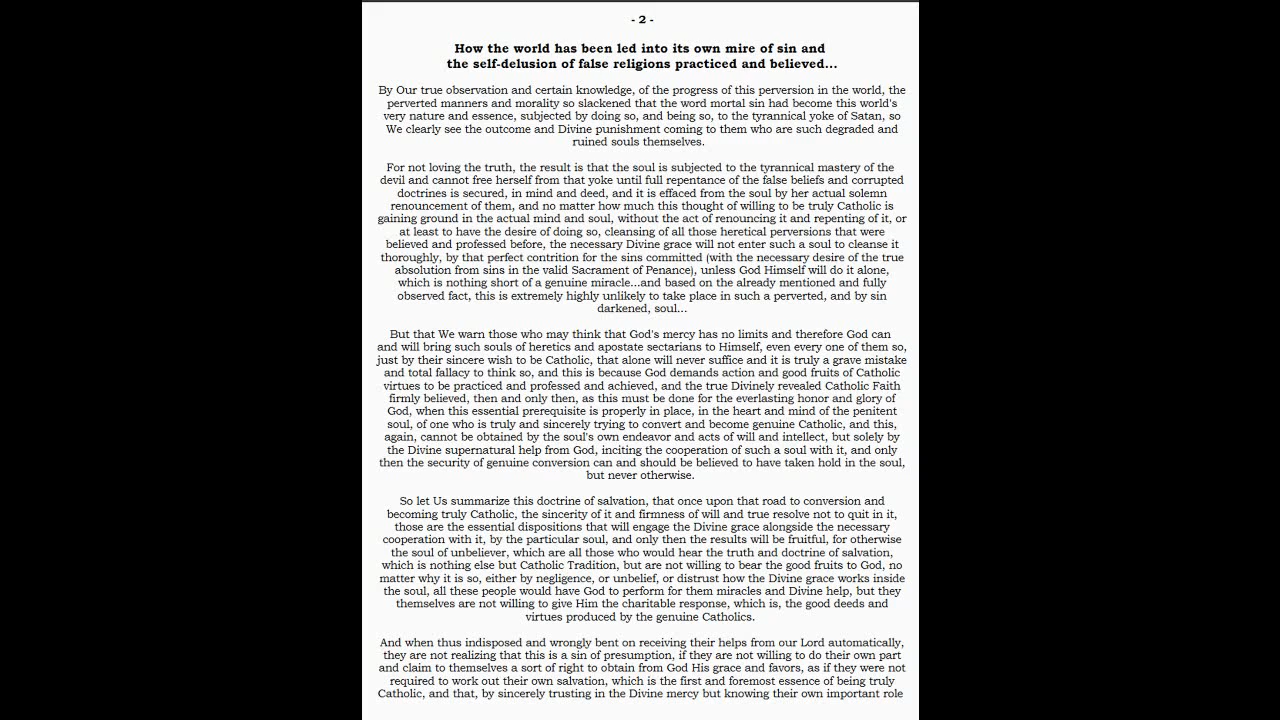 - 2 -
How the world has been led into its own mire of sin and
the self-delusion of false religions practiced and believed...
By Our true observation and certain knowledge, of the progress of this perversion in the world, the
perverted manners and morality so slackened that the word mortal sin had become this world's
very nature and essence, subjected by doing so, and being so, to the tyrannical yoke of Satan, so
We clearly see the outcome and Divine punishment coming to them who are such degraded and
ruined souls themselves.
For not loving the truth, the result is that the soul is subjected to the tyrannical mastery of the
devil and cannot free herself from that yoke until full repentance of the false beliefs and corrupted
doctrines is secured, in mind and deed, and it is effaced from the soul by her actual solemn
renouncement of them, and no matter how much this thought of willing to be truly Catholic is
gaining ground in the actual mind and soul, without the act of renouncing it and repenting of it, or
at least to have the desire of doing so, cleansing of all those heretical perversions that were
believed and professed before, the necessary Divine grace will not enter such a soul to cleanse it
thoroughly, by that perfect contrition for the sins committed (with the necessary desire of the true
absolution from sins in the valid Sacrament of Penance), unless God Himself will do it alone,
which is nothing short of a genuine miracle...and based on the already mentioned and fully
observed fact, this is extremely highly unlikely to take place in such a perverted, and by sin
darkened, soul...
But that We warn those who may think that God's mercy has no limits and therefore God can
and will bring such souls of heretics and apostate sectarians to Himself, even every one of them so,
just by their sincere wish to be Catholic, that alone will never suffice and it is truly a grave mistake
and total fallacy to think so, and this is because God demands action and good fruits of Catholic
virtues to be practiced and professed and achieved, and the true Divinely revealed Catholic Faith
firmly believed, then and only then, as this must be done for the everlasting honor and glory of
God, when this essential prerequisite is properly in place, in the heart and mind of the penitent
soul, of one who is truly and sincerely trying to convert and become genuine Catholic, and this,
again, cannot be obtained by the soul's own endeavor and acts of will and intellect, but solely by
the Divine supernatural help from God, inciting the cooperation of such a soul with it, and only
then the security of genuine conversion can and should be believed to have taken hold in the soul,
but never otherwise.
So let Us summarize this doctrine of salvation, that once upon that road to conversion and
becoming truly Catholic, the sincerity of it and firmness of will and true resolve not to quit in it,
those are the essential dispositions that will engage the Divine grace alongside the necessary
cooperation with it, by the particular soul, and only then the results will be fruitful, for otherwise
the soul of unbeliever, which are all those who would hear the truth and doctrine of salvation,
which is nothing else but Catholic Tradition, but are not willing to bear the good fruits to God, no
matter why it is so, either by negligence, or unbelief, or distrust how the Divine grace works inside
the soul, all these people would have God to perform for them miracles and Divine help, but they
themselves are not willing to give Him the charitable response, which is, the good deeds and
virtues produced by the genuine Catholics.
And when thus indisposed and wrongly bent on receiving their helps from our Lord automatically,
they are not realizing that this is a sin of presumption, if they are not willing to do their own part
and claim to themselves a sort of right to obtain from God His grace and favors, as if they were not
required to work out their own salvation, which is the first and foremost essence of being truly
Catholic, and that, by sincerely trusting in the Divine mercy but knowing their own important role